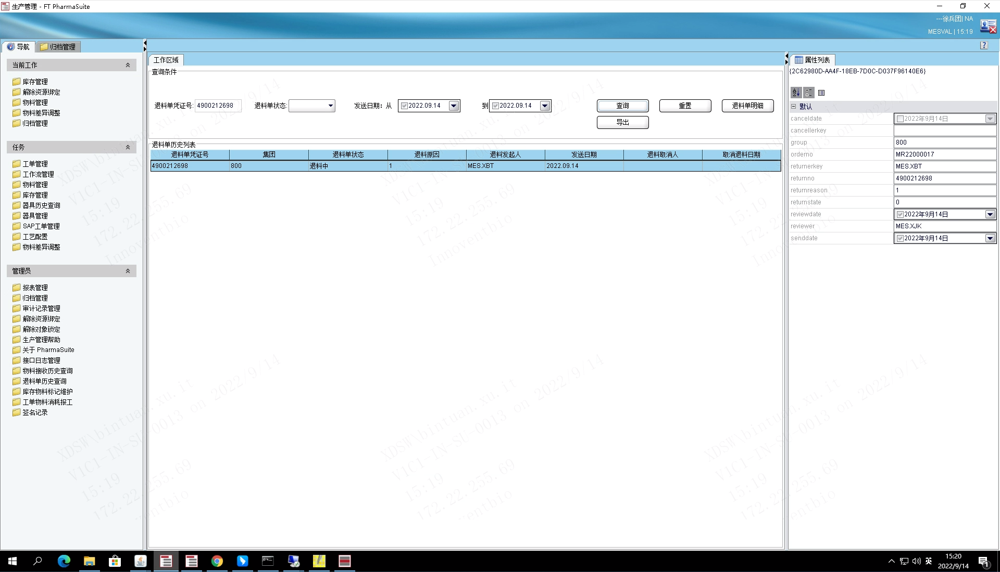 生产管理 - FT PharmaSuite
---徐兵团| NA
MESVAL | 15:19
导航
归档管理
当前工作
库存管理
解除资源绑定
物料管理
物料差异调整
归档管理
任务
工单管理
工作流管理
物料管理
库存管理
器具历史查询
器具管理
SAP工单管理
工艺配置
物料差异调整
管理员
报表管理
归档管理
审计记录管理
解除资源绑定
解除对象锁定
生产管理帮助
关于 PharmaSuite
接口日志管理
物料接收历史查询
退料单历史查询
库存物料标记维护
工单物料消耗报工
签名记录
工作区域
查询条件
退料单凭证号: 4900212698 退料单状态: 发送日期: 从 2022.09.14 到 2022.09.14 查询 重置 退料单明细
导出
退料单历史列表
退料单凭证号 集团 退料单状态 退料原因 退料发起人 发送日期 退料取消人 取消退料日期
4900212698 800 退料中 1 MES.XBT 2022.09.14
属性列表
{2C62980D-AA4F-18EB-7D0C-D037F96140E6}
默认
canceldate 2022年9月14日
cancellerkey
group 800
orderno MR22000017
returnerkey MES.XBT
returnno 4900212698
returnreason 1
returnstate 0
reviewdate 2022年9月14日
reviewer MES.XJK
senddate 2022年9月14日
XDSW\bintuan.xu.it
V1C1-IN-SU-0013 on 2022/9/14
15:19
172.22.255.69
Innoventbio
英
15:20
2022/9/14
1